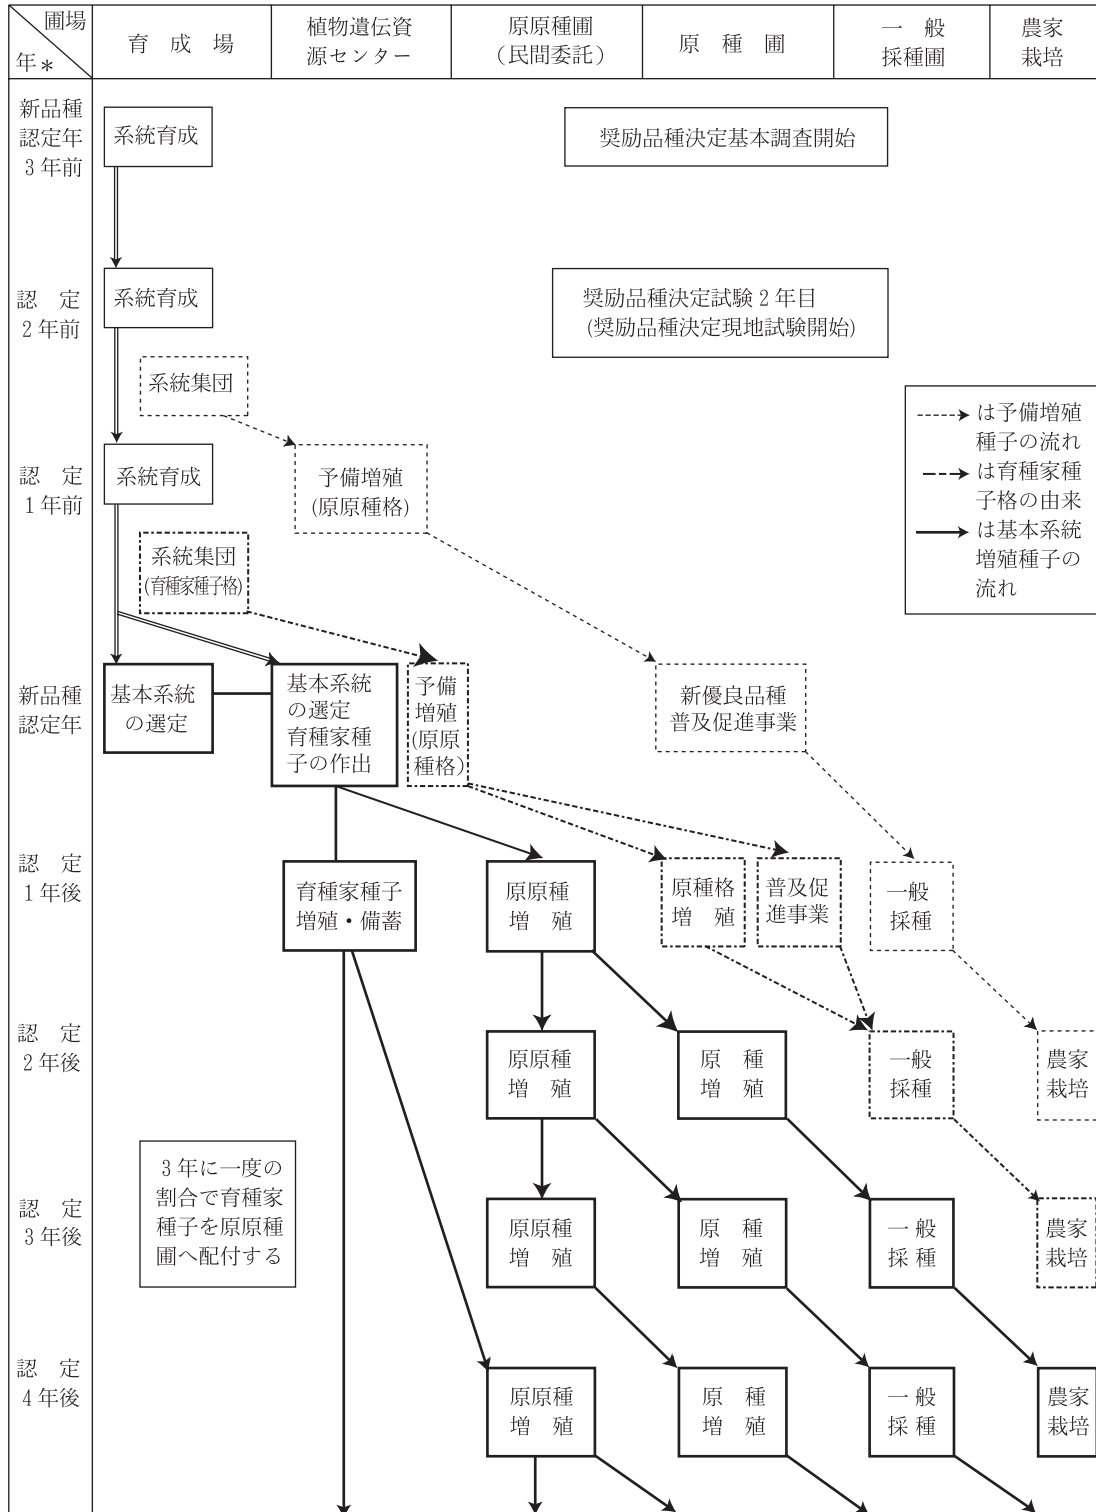 圃場
年＊
育 成 場
植物遺伝資
源センター
原原種圃
（民間委託）
原 種 圃
一 般
採種圃
農家
栽培
新品種
認定年
3年前
系統育成
奨励品種決定基本調査開始
認 定
2年前
系統育成
奨励品種決定試験2年目
(奨励品種決定現地試験開始)
系統集団
は予備増殖
種子の流れ
は育種家種
子格の由来
は基本系統
増殖種子の
流れ
認 定
1年前
系統育成
予備増殖
(原原種格)
系統集団
(育種家種子格)
新品種
認定年
基本系統
の選定
基本系統
の選定
育種家種
子の作出
予備
増殖
(原原
種格)
新優良品種
普及促進事業
認 定
1年後
育種家種子
増殖・備蓄
原原種
増 殖
原種格
増 殖
普及促
進事業
一般
採種
認 定
2年後
原原種
増 殖
原 種
増 殖
一般
採種
農家
栽培
3年に一度の
割合で育種家
種子を原原種
圃へ配付する
認 定
3年後
原原種
増 殖
原 種
増 殖
一 般
採 種
農家
栽培
認 定
4年後
原原種
増 殖
原 種
増 殖
一 般
採 種
農家
栽培